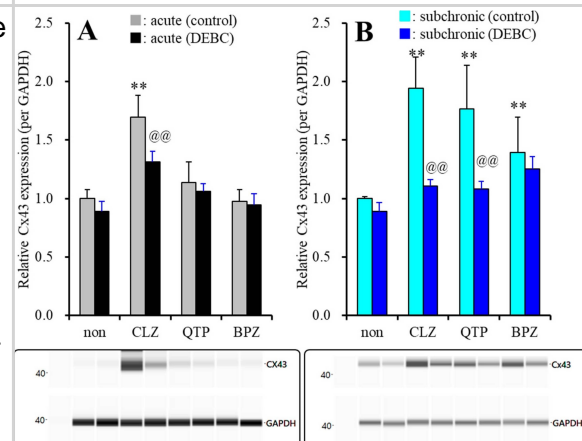 e
A
: acute (control)
: acute (DEBC)
Relative Cx43 expression (per GAPDH)
2.5
2.0
1.5
1.0
0.5
0.0
**
@@
non CLZ QTP BPZ
40-
CX43
40-
GAPDH
B
: subchronic (control)
: subchronic (DEBC)
Relative Cx43 expression (per GAPDH)
2.5
2.0
1.5
1.0
0.5
0.0
**
**
**
@@
@@
non CLZ QTP BPZ
40-
Cx43
40-
GAPDH